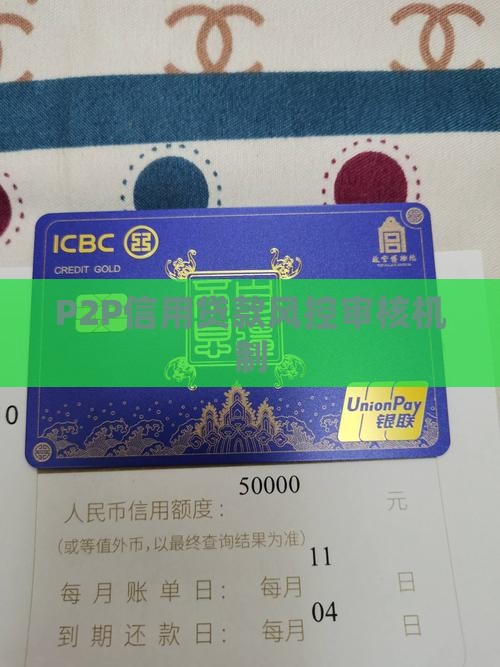 ICBC
CREDIT GOLD
故宫博物院
P2P信用贷款风控审核机
制
UnionPay
银联
0
50000
人民币信用额度： 元
（或等值外币，以最终查询结果为准）
11
每月账单日： 每月 日
04
到期还款日： 每月 日